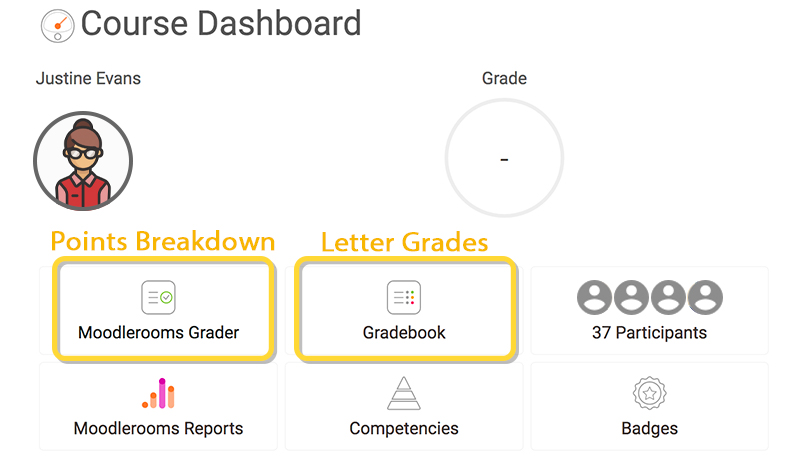 Course Dashboard
Justine Evans
Grade
-
Points Breakdown
Letter Grades
Moodlerooms Grader
Gradebook
37 Participants
Moodlerooms Reports
Competencies
Badges